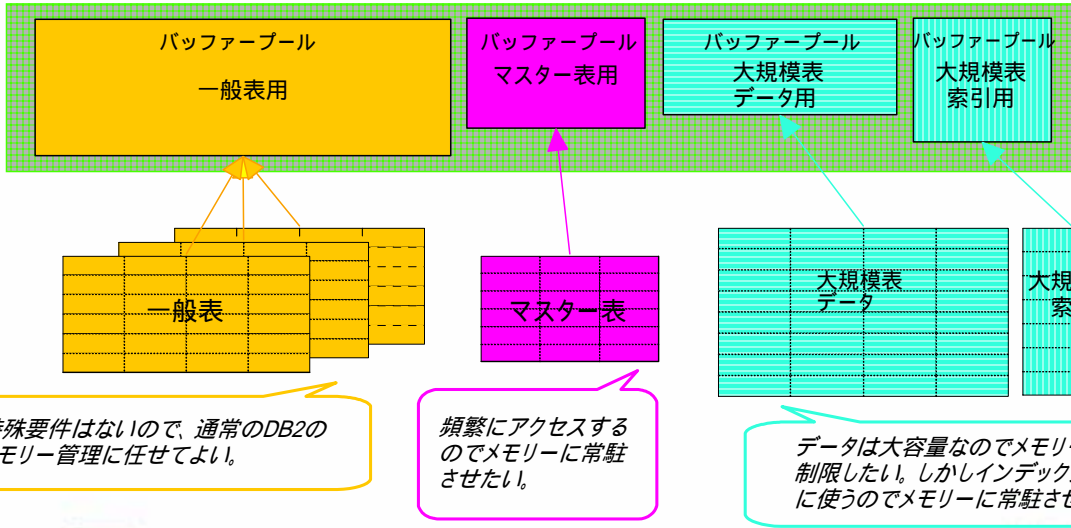 バッファープール
一般表用
バッファープール
マスター表用
バッファープール
大規模表
データ用
バッファープール
大規模表
索引用
一般表
マスター表
大規模表
データ
大規
索
特殊要件はないので、通常のDB2の
モリー管理に任せてよい。
頻繁にアクセスする
のでメモリーに常駐
させたい。
データは大容量なのでメモリ
制限したい。しかしインデック
に使うのでメモリーに常駐させ